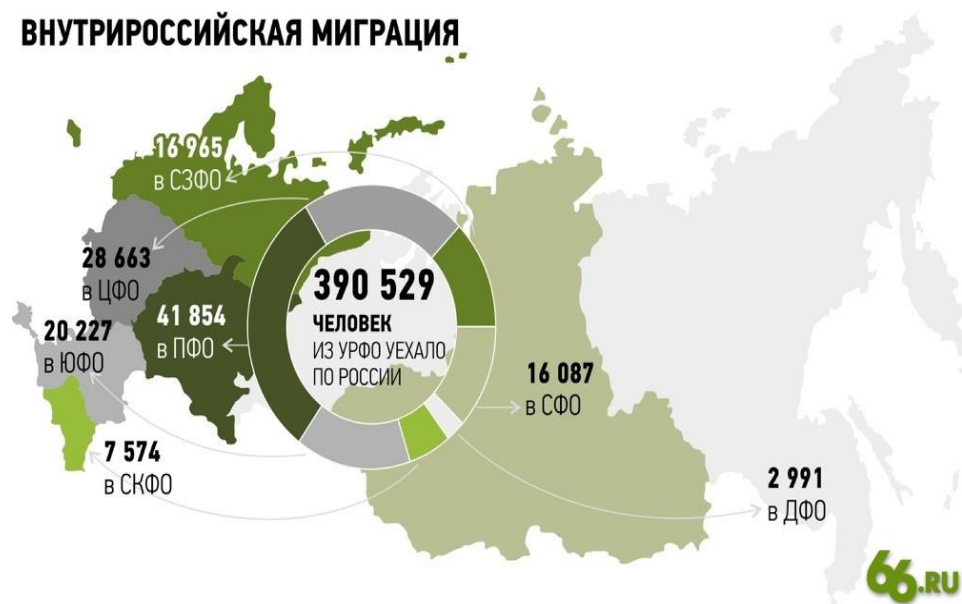 ВНУТРИРОССИЙСКАЯ МИГРАЦИЯ
16 965
в СЗФО
28 663
в ЦФО
41 854
в ПФО
20 227
в ЮФО
7 574
в СКФО
390 529
ЧЕЛОВЕК
ИЗ УРФО УЕХАЛО
ПО РОССИИ
16 087
в СФО
2 991
в ДФО
66.RU